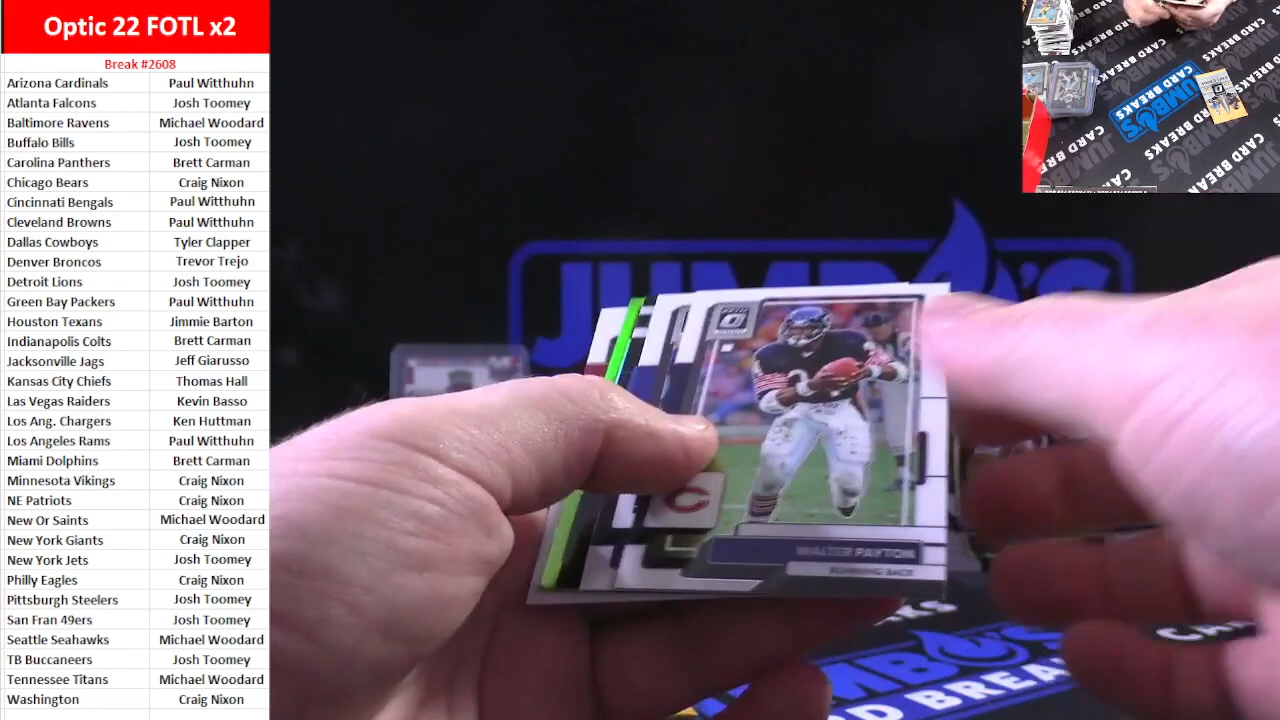 Optic 22 FOTL x2
Break #2608
Arizona Cardinals Paul Witthuhn
Atlanta Falcons Josh Toomey
Baltimore Ravens Michael Woodard
Buffalo Bills Josh Toomey
Carolina Panthers Brett Carman
Chicago Bears Craig Nixon
Cincinnati Bengals Paul Witthuhn
Cleveland Browns Paul Witthuhn
Dallas Cowboys Tyler Clapper
Denver Broncos Trevor Trejo
Detroit Lions Josh Toomey
Green Bay Packers Paul Witthuhn
Houston Texans Jimmie Barton
Indianapolis Colts Brett Carman
Jacksonville Jags Jeff Giarusso
Kansas City Chiefs Thomas Hall
Las Vegas Raiders Kevin Basso
Los Ang. Chargers Ken Huttman
Los Angeles Rams Paul Witthuhn
Miami Dolphins Brett Carman
Minnesota Vikings Craig Nixon
NE Patriots Craig Nixon
New Or Saints Michael Woodard
New York Giants Craig Nixon
New York Jets Josh Toomey
Philly Eagles Craig Nixon
Pittsburgh Steelers Josh Toomey
San Fran 49ers Josh Toomey
Seattle Seahawks Michael Woodard
TB Buccaneers Josh Toomey
Tennessee Titans Michael Woodard
Washington Craig Nixon
JUMBO'S
WALTER PAYTON
RUNNING BACK
CARD BREAKS
CARD BREAKS